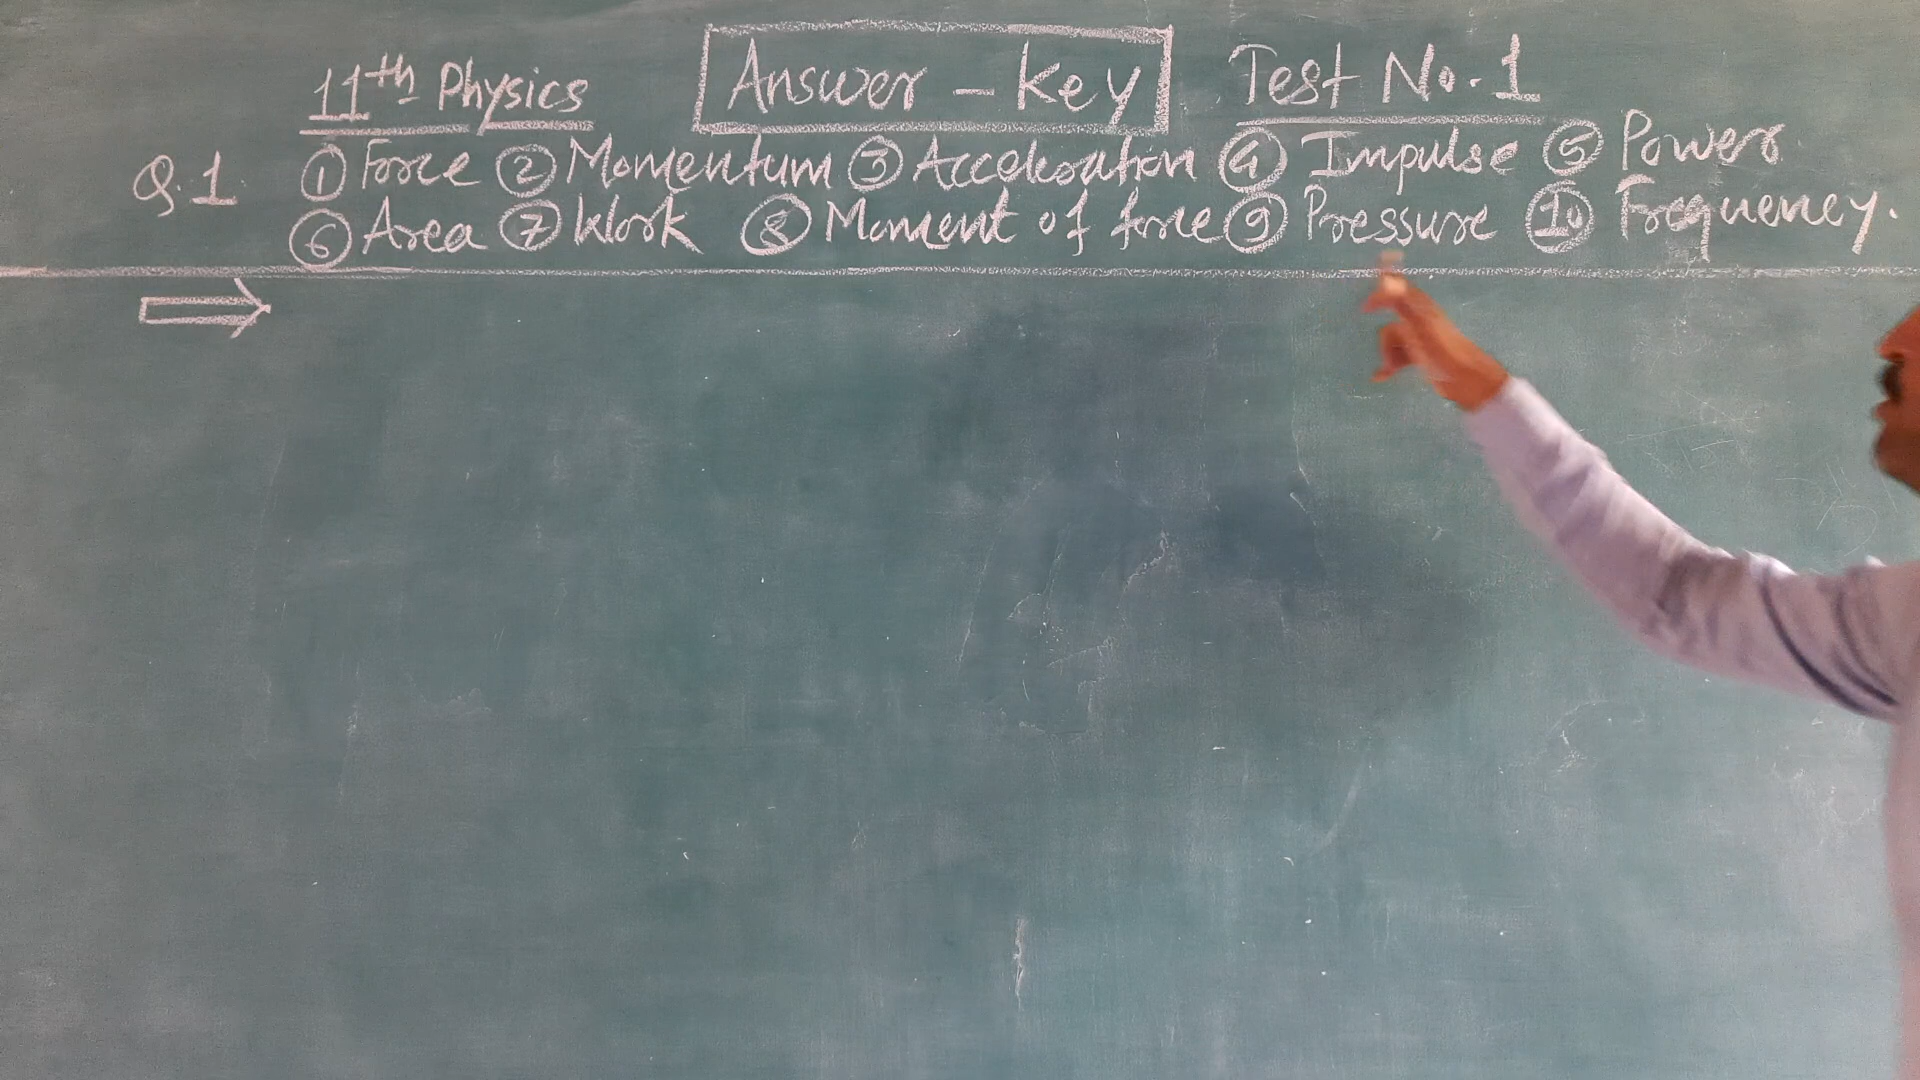 11th Physics Answer - Key Test No. 1
Q.1 ① Force ② Momentum ③ Acceleration ④ Impulse ⑤ Power
⑥ Area ⑦ Work ⑧ Moment of force ⑨ Pressure ⑩ Frequency.